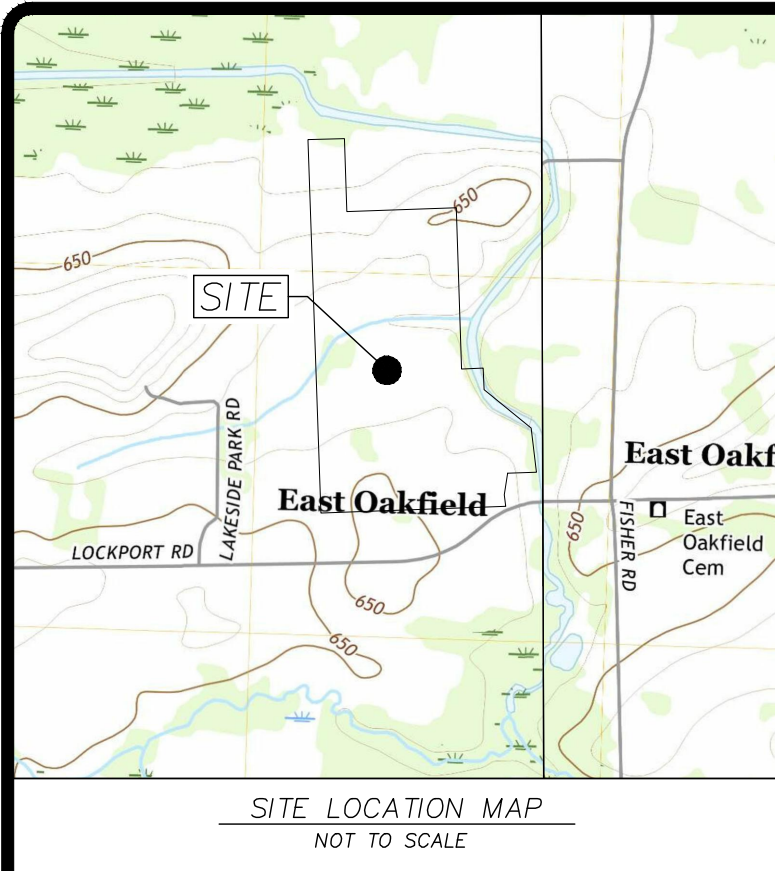 650
650
SITE
LAKESIDE PARK RD
East Oakf
East Oakfield
650
FISHER RD
East
Oakfield
Cem
LOCKPORT RD
650
650
SITE LOCATION MAP
NOT TO SCALE